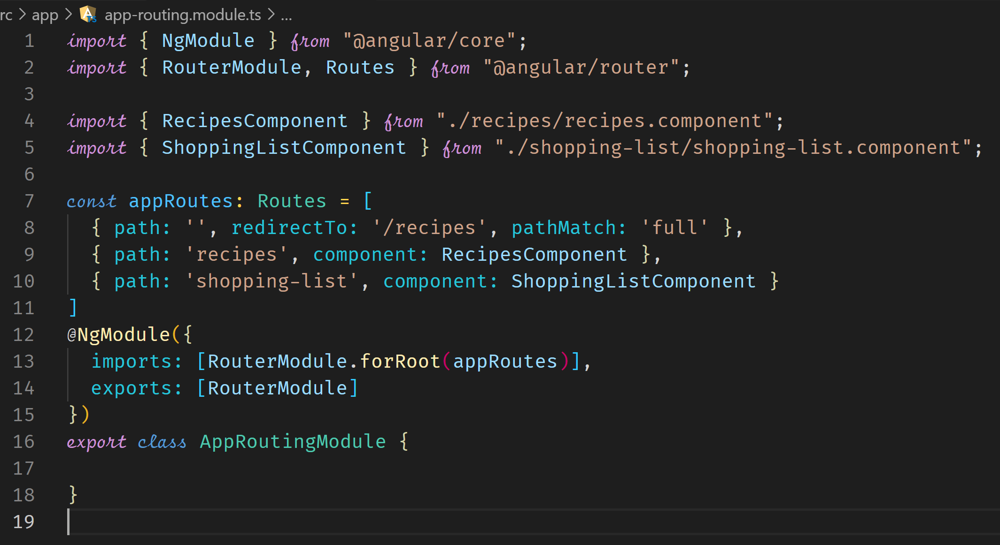 rc > app > app-routing.module.ts > ...
1 import { NgModule } from "@angular/core";
2 import { RouterModule, Routes } from "@angular/router";
3
4 import { RecipesComponent } from "./recipes/recipes.component";
5 import { ShoppingListComponent } from "./shopping-list/shopping-list.component";
6
7 const appRoutes: Routes = [
8   { path: '', redirectTo: '/recipes', pathMatch: 'full' },
9   { path: 'recipes', component: RecipesComponent },
10   { path: 'shopping-list', component: ShoppingListComponent }
11 ]
12 @NgModule({
13   imports: [RouterModule.forRoot(appRoutes)],
14   exports: [RouterModule]
15 })
16 export class AppRoutingModule {
17
18 }
19